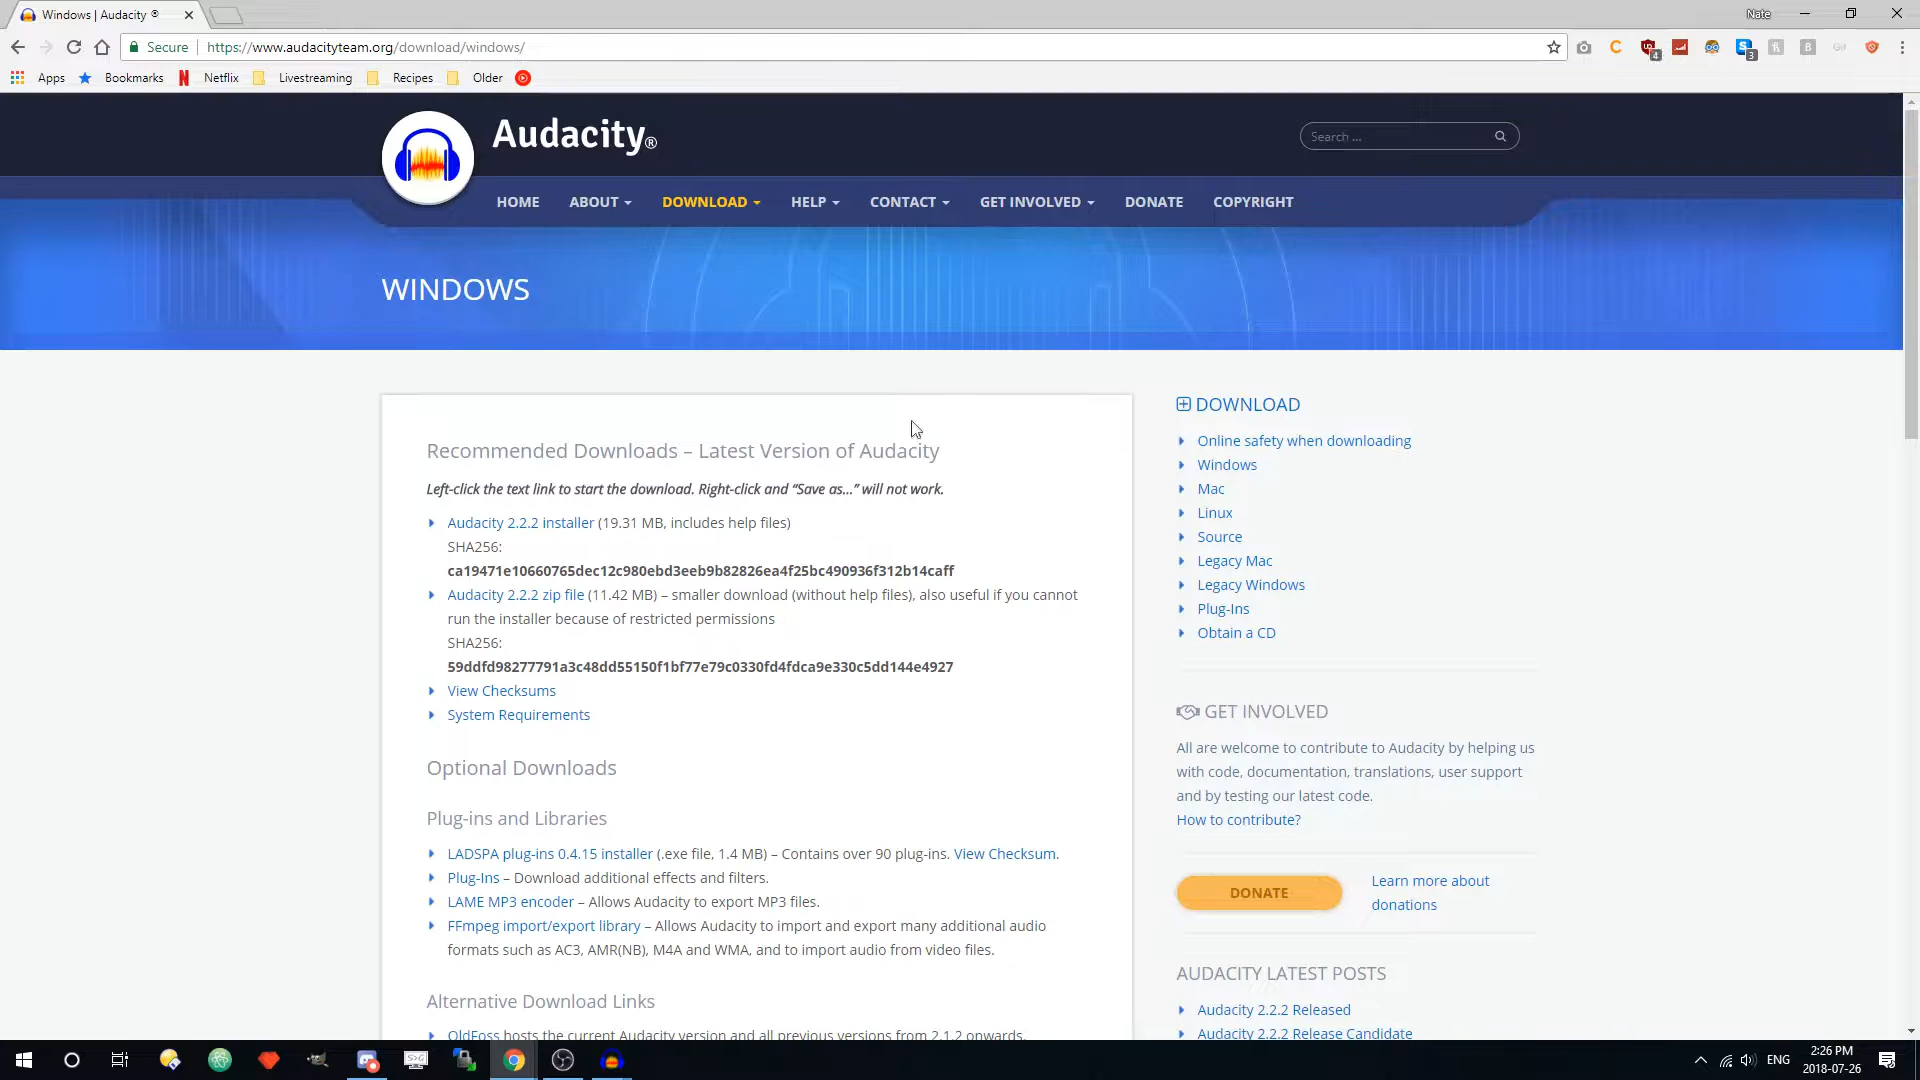 Windows | Audacity ®
Nate
Secure
https://www.audacityteam.org/download/windows/
4
3
Apps
Bookmarks
Netflix
Livestreaming
Recipes
Older
Audacity®
Search ...
HOME
ABOUT
DOWNLOAD
HELP
CONTACT
GET INVOLVED
DONATE
COPYRIGHT
WINDOWS
Recommended Downloads – Latest Version of Audacity
Left-click the text link to start the download. Right-click and “Save as...” will not work.
Audacity 2.2.2 installer (19.31 MB, includes help files)
SHA256:
ca19471e10660765dec12c980ebd3eeb9b82826ea4f25bc490936f312b14caff
Audacity 2.2.2 zip file (11.42 MB) – smaller download (without help files), also useful if you cannot
run the installer because of restricted permissions
SHA256:
59ddfd98277791a3c48dd55150f1bf77e79c0330fd4fdca9e330c5dd144e4927
View Checksums
System Requirements
Optional Downloads
Plug-ins and Libraries
LADSPA plug-ins 0.4.15 installer (.exe file, 1.4 MB) – Contains over 90 plug-ins. View Checksum.
Plug-Ins – Download additional effects and filters.
LAME MP3 encoder – Allows Audacity to export MP3 files.
FFmpeg import/export library – Allows Audacity to import and export many additional audio
formats such as AC3, AMR(NB), M4A and WMA, and to import audio from video files.
Alternative Download Links
OldFoss hosts the current Audacity version and all previous versions from 2.1.2 onwards.
DOWNLOAD
Online safety when downloading
Windows
Mac
Linux
Source
Legacy Mac
Legacy Windows
Plug-Ins
Obtain a CD
GET INVOLVED
All are welcome to contribute to Audacity by helping us
with code, documentation, translations, user support
and by testing our latest code.
How to contribute?
DONATE
Learn more about
donations
AUDACITY LATEST POSTS
Audacity 2.2.2 Released
Audacity 2.2.2 Release Candidate
ENG
2:26 PM
2018-07-26